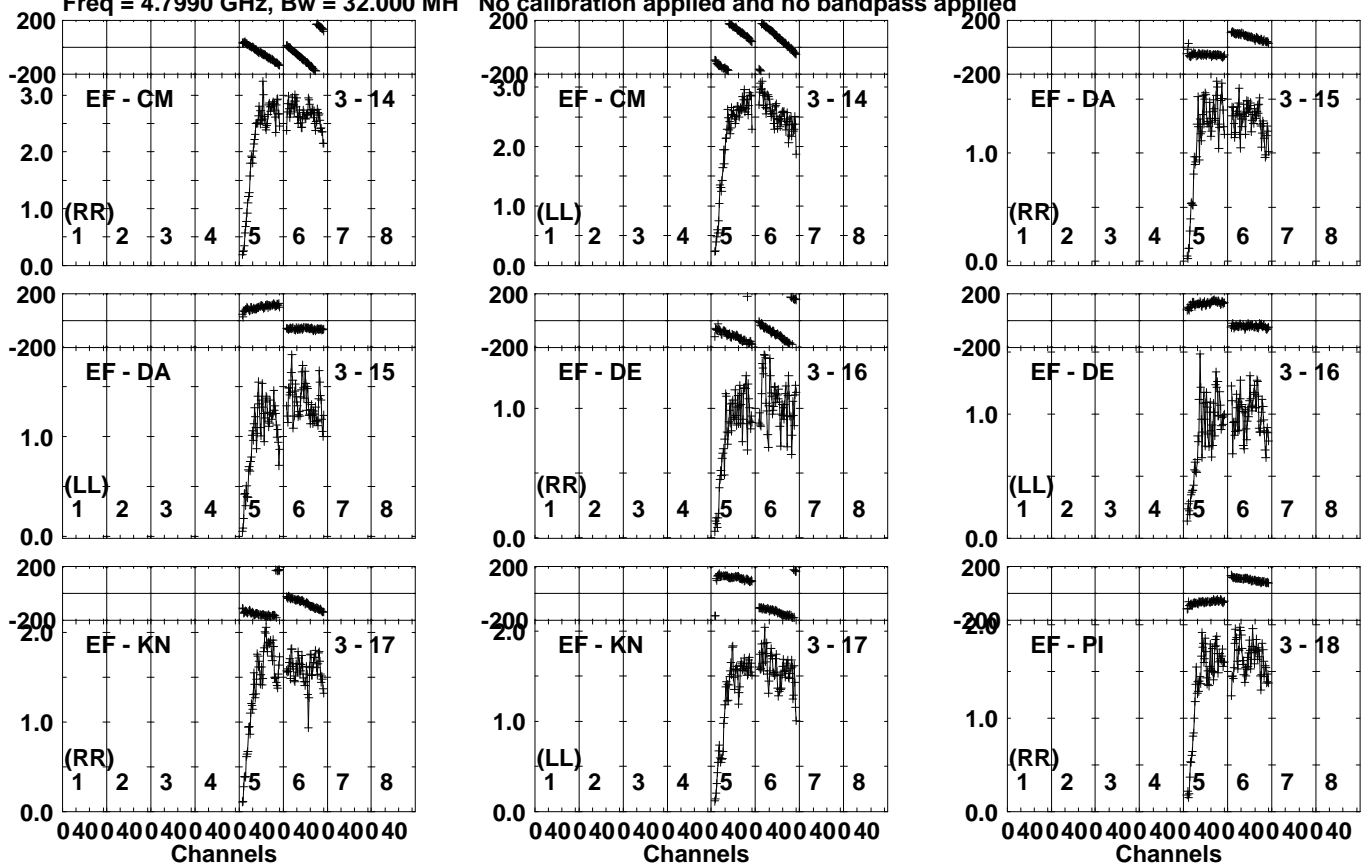 Freq = 4.7990 GHz, Bw = 32.000 MH No calibration applied and no bandpass applied
200 200 200
-200 -200 -200
EF - CM 3 - 14 EF - CM 3 - 14 EF - DA 3 - 15
3.0 3.0
2.0 2.0 1.0
1.0 1.0
(RR) (LL) (RR)
1 2 3 4 5 6 7 8 1 2 3 4 5 6 7 8 1 2 3 4 5 6 7 8
0.0 0.0 0.0
200 200 200
-200 -200 -200
EF - DA 3 - 15 EF - DE 3 - 16 EF - DE 3 - 16
1.0 1.0 1.0
(LL) (RR) (LL)
1 2 3 4 5 6 7 8 1 2 3 4 5 6 7 8 1 2 3 4 5 6 7 8
0.0 0.0 0.0
200 200 200
-200 -200 -200
2.0 2.0 2.0
EF - KN 3 - 17 EF - KN 3 - 17 EF - PI 3 - 18
1.0 1.0 1.0
(RR) (LL) (RR)
1 2 3 4 5 6 7 8 1 2 3 4 5 6 7 8 1 2 3 4 5 6 7 8
0.0 0.0 0.0
0 40 0 40 0 40 0 40 0 40 0 40 0 40 0 40 0 40 0 40 0 40 0 40 0 40 0 40 0 40 0 40 0 40 0 40 0 40 0 40 0 40 0 40 0 40 0 40
Channels Channels Channels